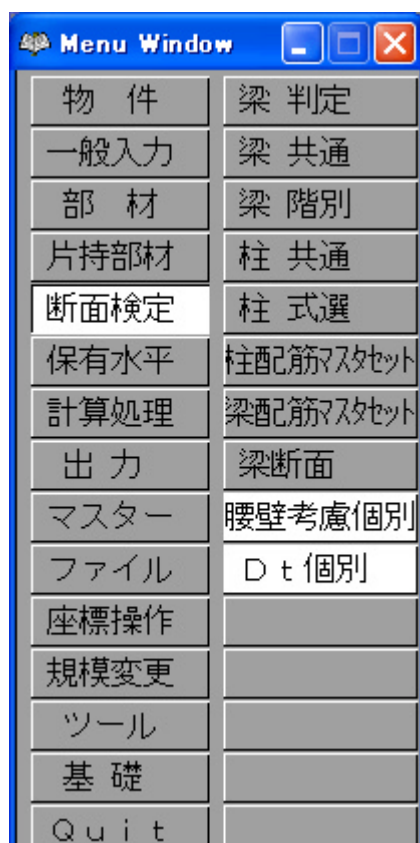 Menu Window
物 件
一般入力
部 材
片持部材
断面検定
保有水平
計算処理
出 力
マスター
ファイル
座標操作
規模変更
ツール
基 礎
Ｑｕｉｔ
梁 判定
梁 共通
梁 階別
柱 共通
柱 式選
柱配筋ﾏｽﾀｾｯﾄ
梁配筋ﾏｽﾀｾｯﾄ
梁断面
腰壁考慮個別
Ｄｔ個別